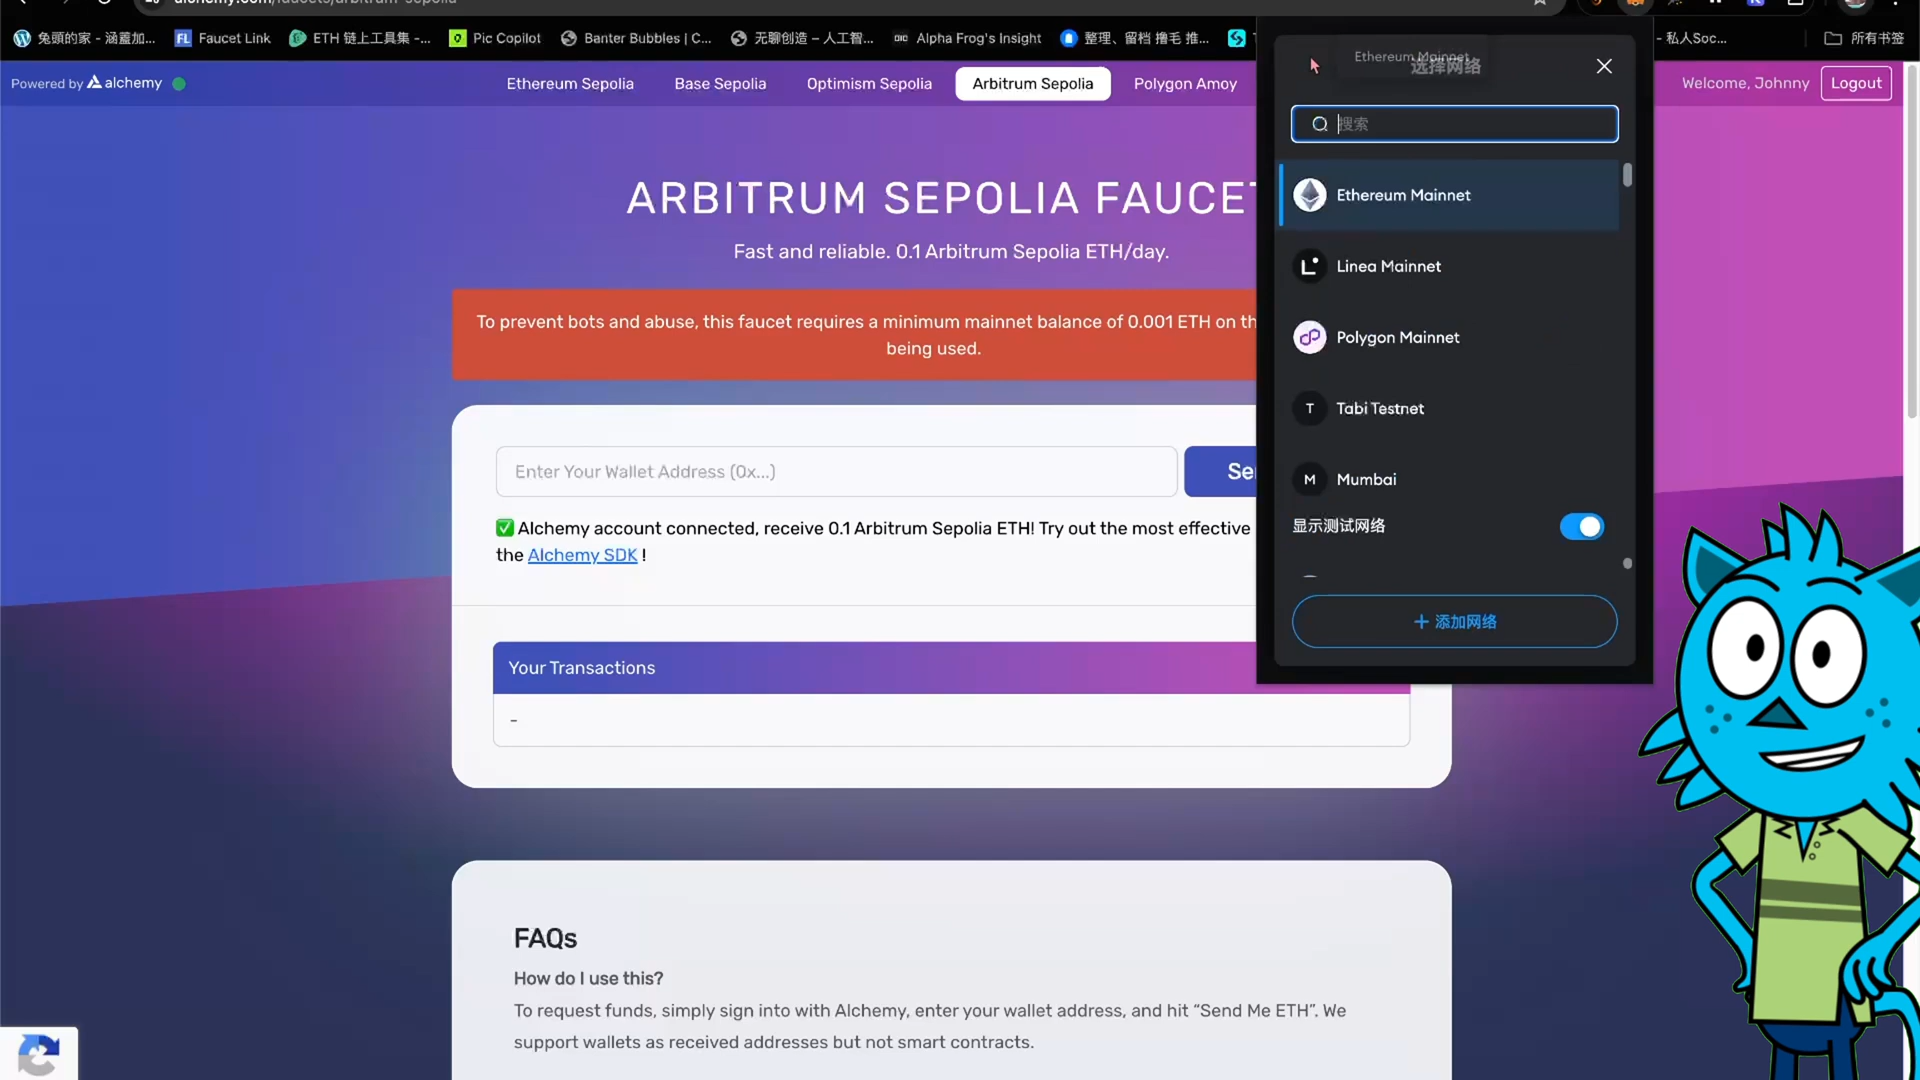 alchemy.com/faucets/arbitrum-sepolia
兔頭的家 - 涵蓋加...
FL Faucet Link
ETH 链上工具集 -...
Pic Copilot
Banter Bubbles | C...
无聊创造 – 人工智...
Alpha Frog's Insight
整理、留档 撸毛 推...
- 私人Soc...
所有书签
Powered by alchemy
Ethereum Sepolia
Base Sepolia
Optimism Sepolia
Arbitrum Sepolia
Polygon Amoy
Welcome, Johnny
Logout
ARBITRUM SEPOLIA FAUCET
Fast and reliable. 0.1 Arbitrum Sepolia ETH/day.
To prevent bots and abuse, this faucet requires a minimum mainnet balance of 0.001 ETH on th
being used.
Enter Your Wallet Address (0x...)
Se
✅ Alchemy account connected, receive 0.1 Arbitrum Sepolia ETH! Try out the most effective
the Alchemy SDK !
Your Transactions
-
FAQs
How do I use this?
To request funds, simply sign into with Alchemy, enter your wallet address, and hit “Send Me ETH”. We
support wallets as received addresses but not smart contracts.
Ethereum Mainnet
选择网络
搜索
Ethereum Mainnet
Linea Mainnet
Polygon Mainnet
T Tabi Testnet
M Mumbai
显示测试网络
+ 添加网络